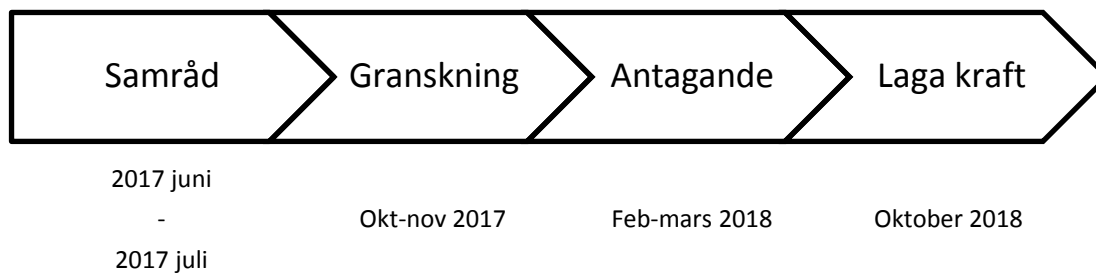 Samråd
Granskning
Antagande
Laga kraft
2017 juni
-
2017 juli
Okt-nov 2017
Feb-mars 2018
Oktober 2018